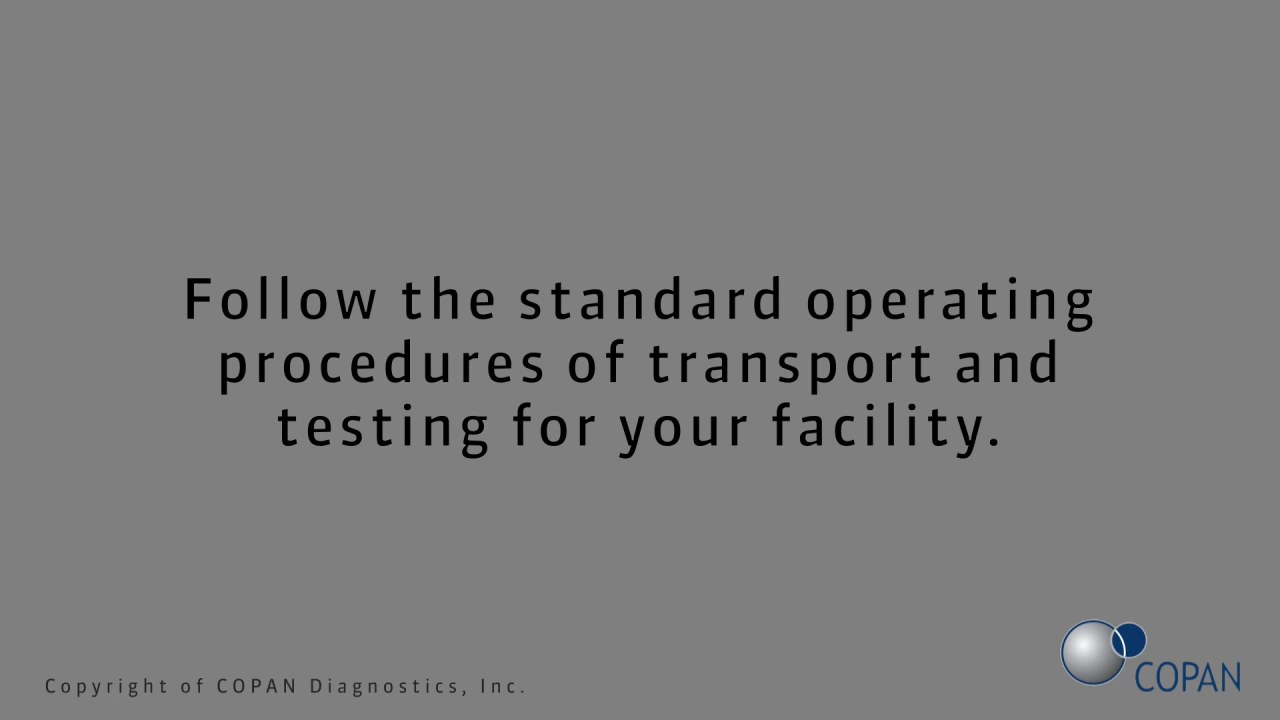 Follow the standard operating
procedures of transport and
testing for your facility.
Copyright of COPAN Diagnostics, Inc.
COPAN